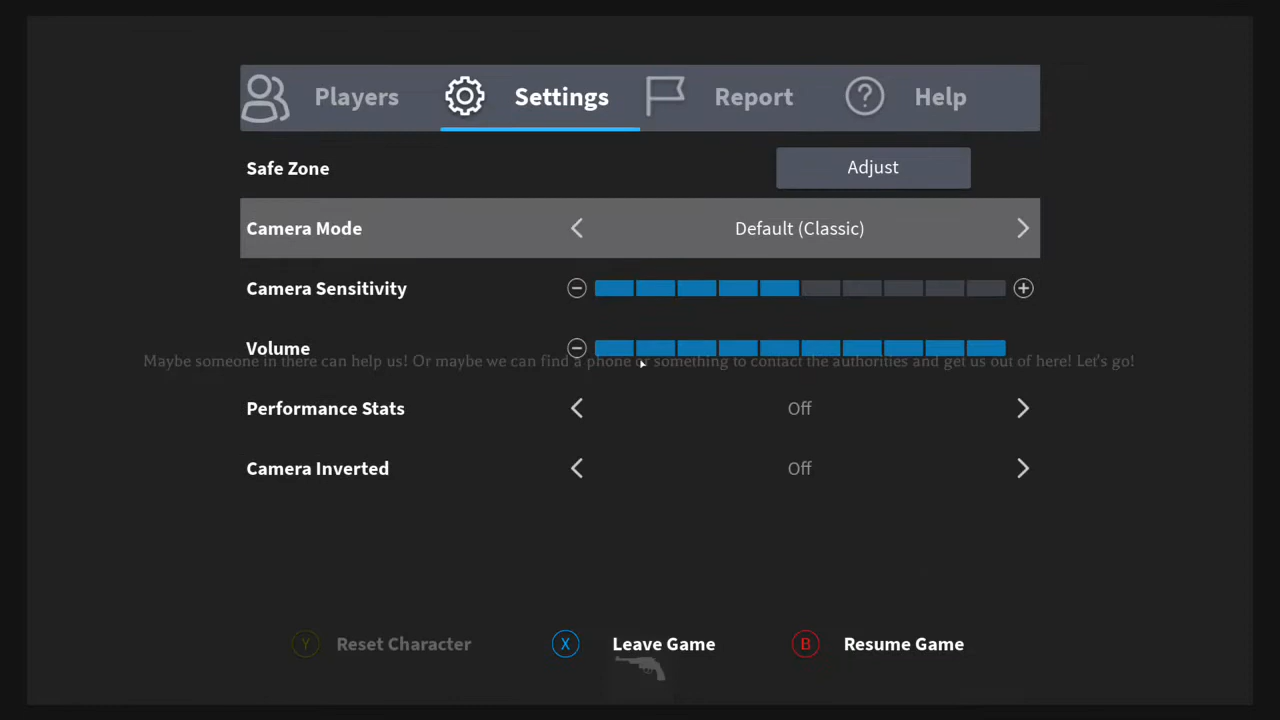 Players Settings Report Help
Safe Zone Adjust
Camera Mode Default (Classic)
Camera Sensitivity
Volume
Maybe someone in there can help us! Or maybe we can find a phone or something to contact the authorities and get us out of here! Let's go!
Performance Stats Off
Camera Inverted Off
Y Reset Character X Leave Game B Resume Game